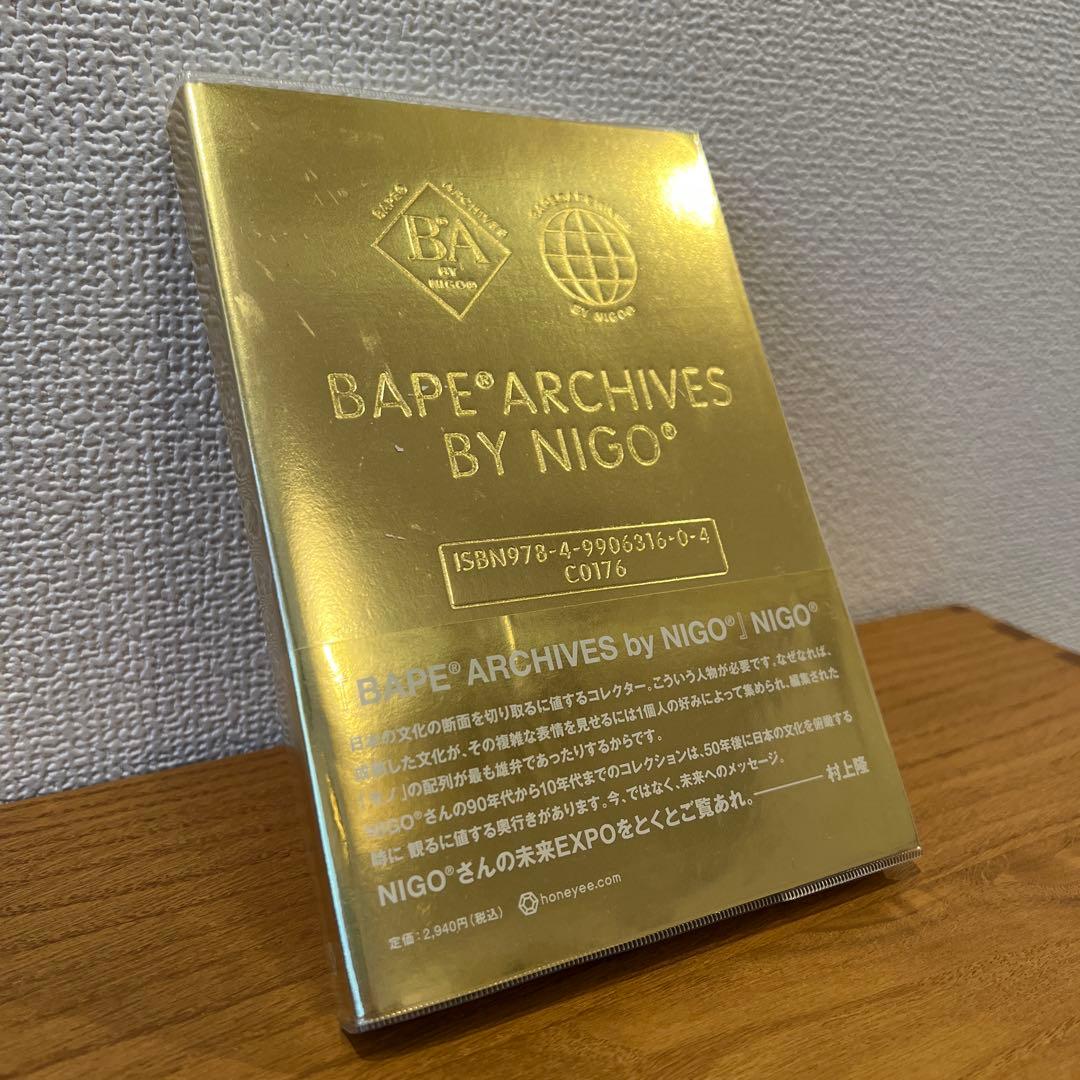 BAPES ARCHIVES
B°A
BY
NIGO®
BY NIGO®
BAPE® ARCHIVES
BY NIGO®
ISBN978-4-9906316-0-4
C0176
BAPE® ARCHIVES by NIGO®』 NIGO®
日本の文化の断面を切り取るに値するコレクター。こういう人物が必要です。なぜなれば、
した文化が、その複雑な表情を見せるには1個人の好みによって集められ、編集された
「モノ」の配列が最も雄弁であったりするからです。
NIGO®さんの90年代から10年代までのコレクションは、50年後に日本の文化を俯瞰する
時に 観るに値する奥行きがあります。今、ではなく、未来へのメッセージ。
NIGO®さんの未来EXPOをとくとご覧あれ。――― 村上隆
定価：2,940円（税込） honeyee.com